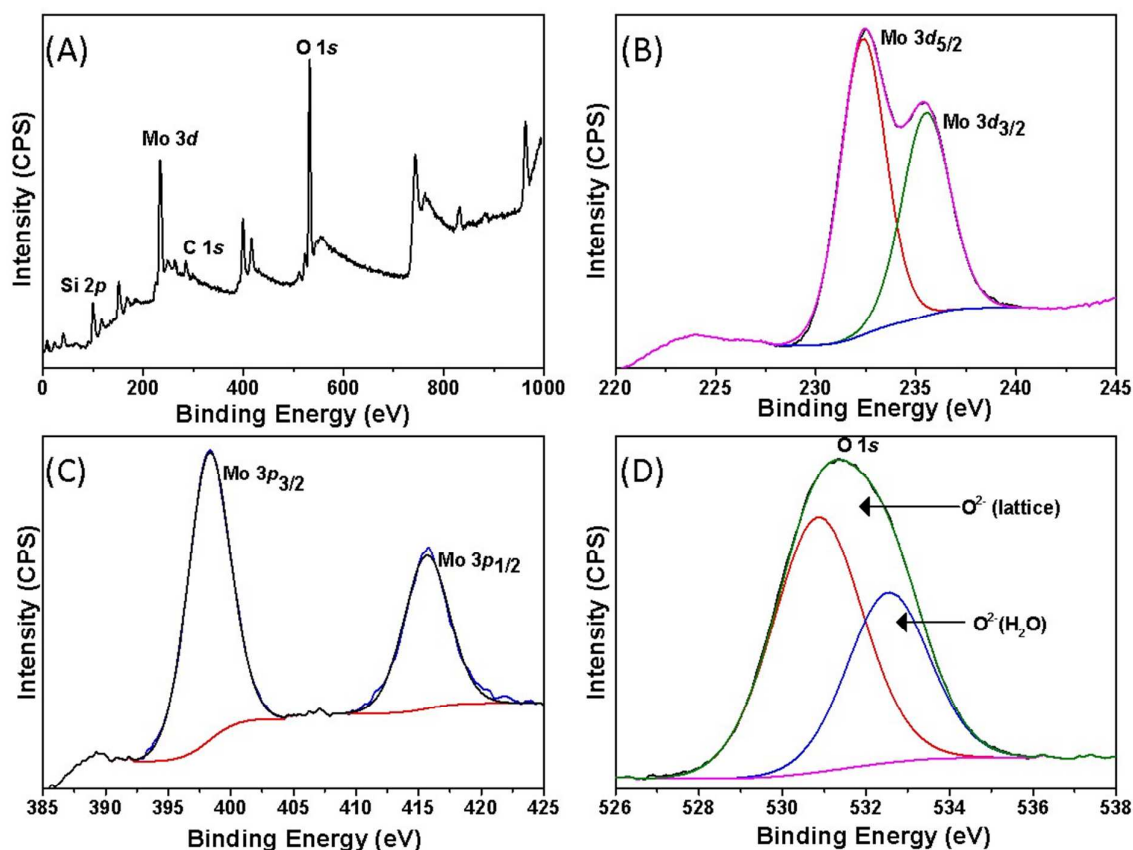 (A)
O 1s
Mo 3d
C 1s
Si 2p
Intensity (CPS)
0 200 400 600 800 1000
Binding Energy (eV)
(B)
Mo 3d5/2
Mo 3d3/2
Intensity (CPS)
220 225 230 235 240 245
Binding Energy (eV)
(C)
Mo 3p3/2
Mo 3p1/2
Intensity (CPS)
385 390 395 400 405 410 415 420 425
Binding Energy (eV)
(D)
O 1s
O²⁻ (lattice)
O²⁻(H₂O)
Intensity (CPS)
526 528 530 532 534 536 538
Binding Energy (eV)